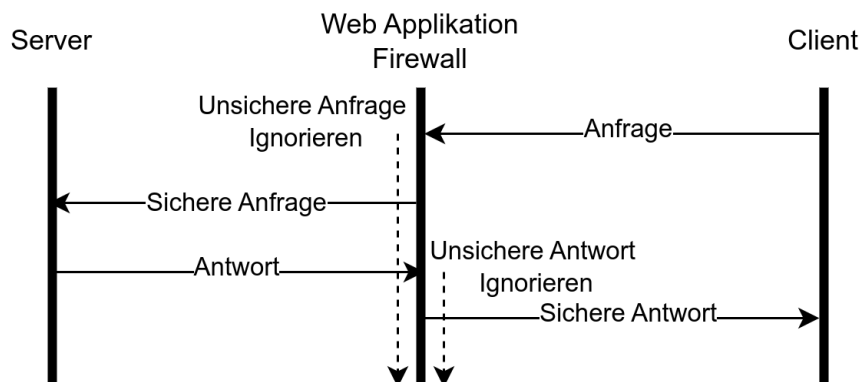 Server
Web Applikation
Firewall
Client
Unsichere Anfrage
Ignorieren
Anfrage
Sichere Anfrage
Antwort
Unsichere Antwort
Ignorieren
Sichere Antwort